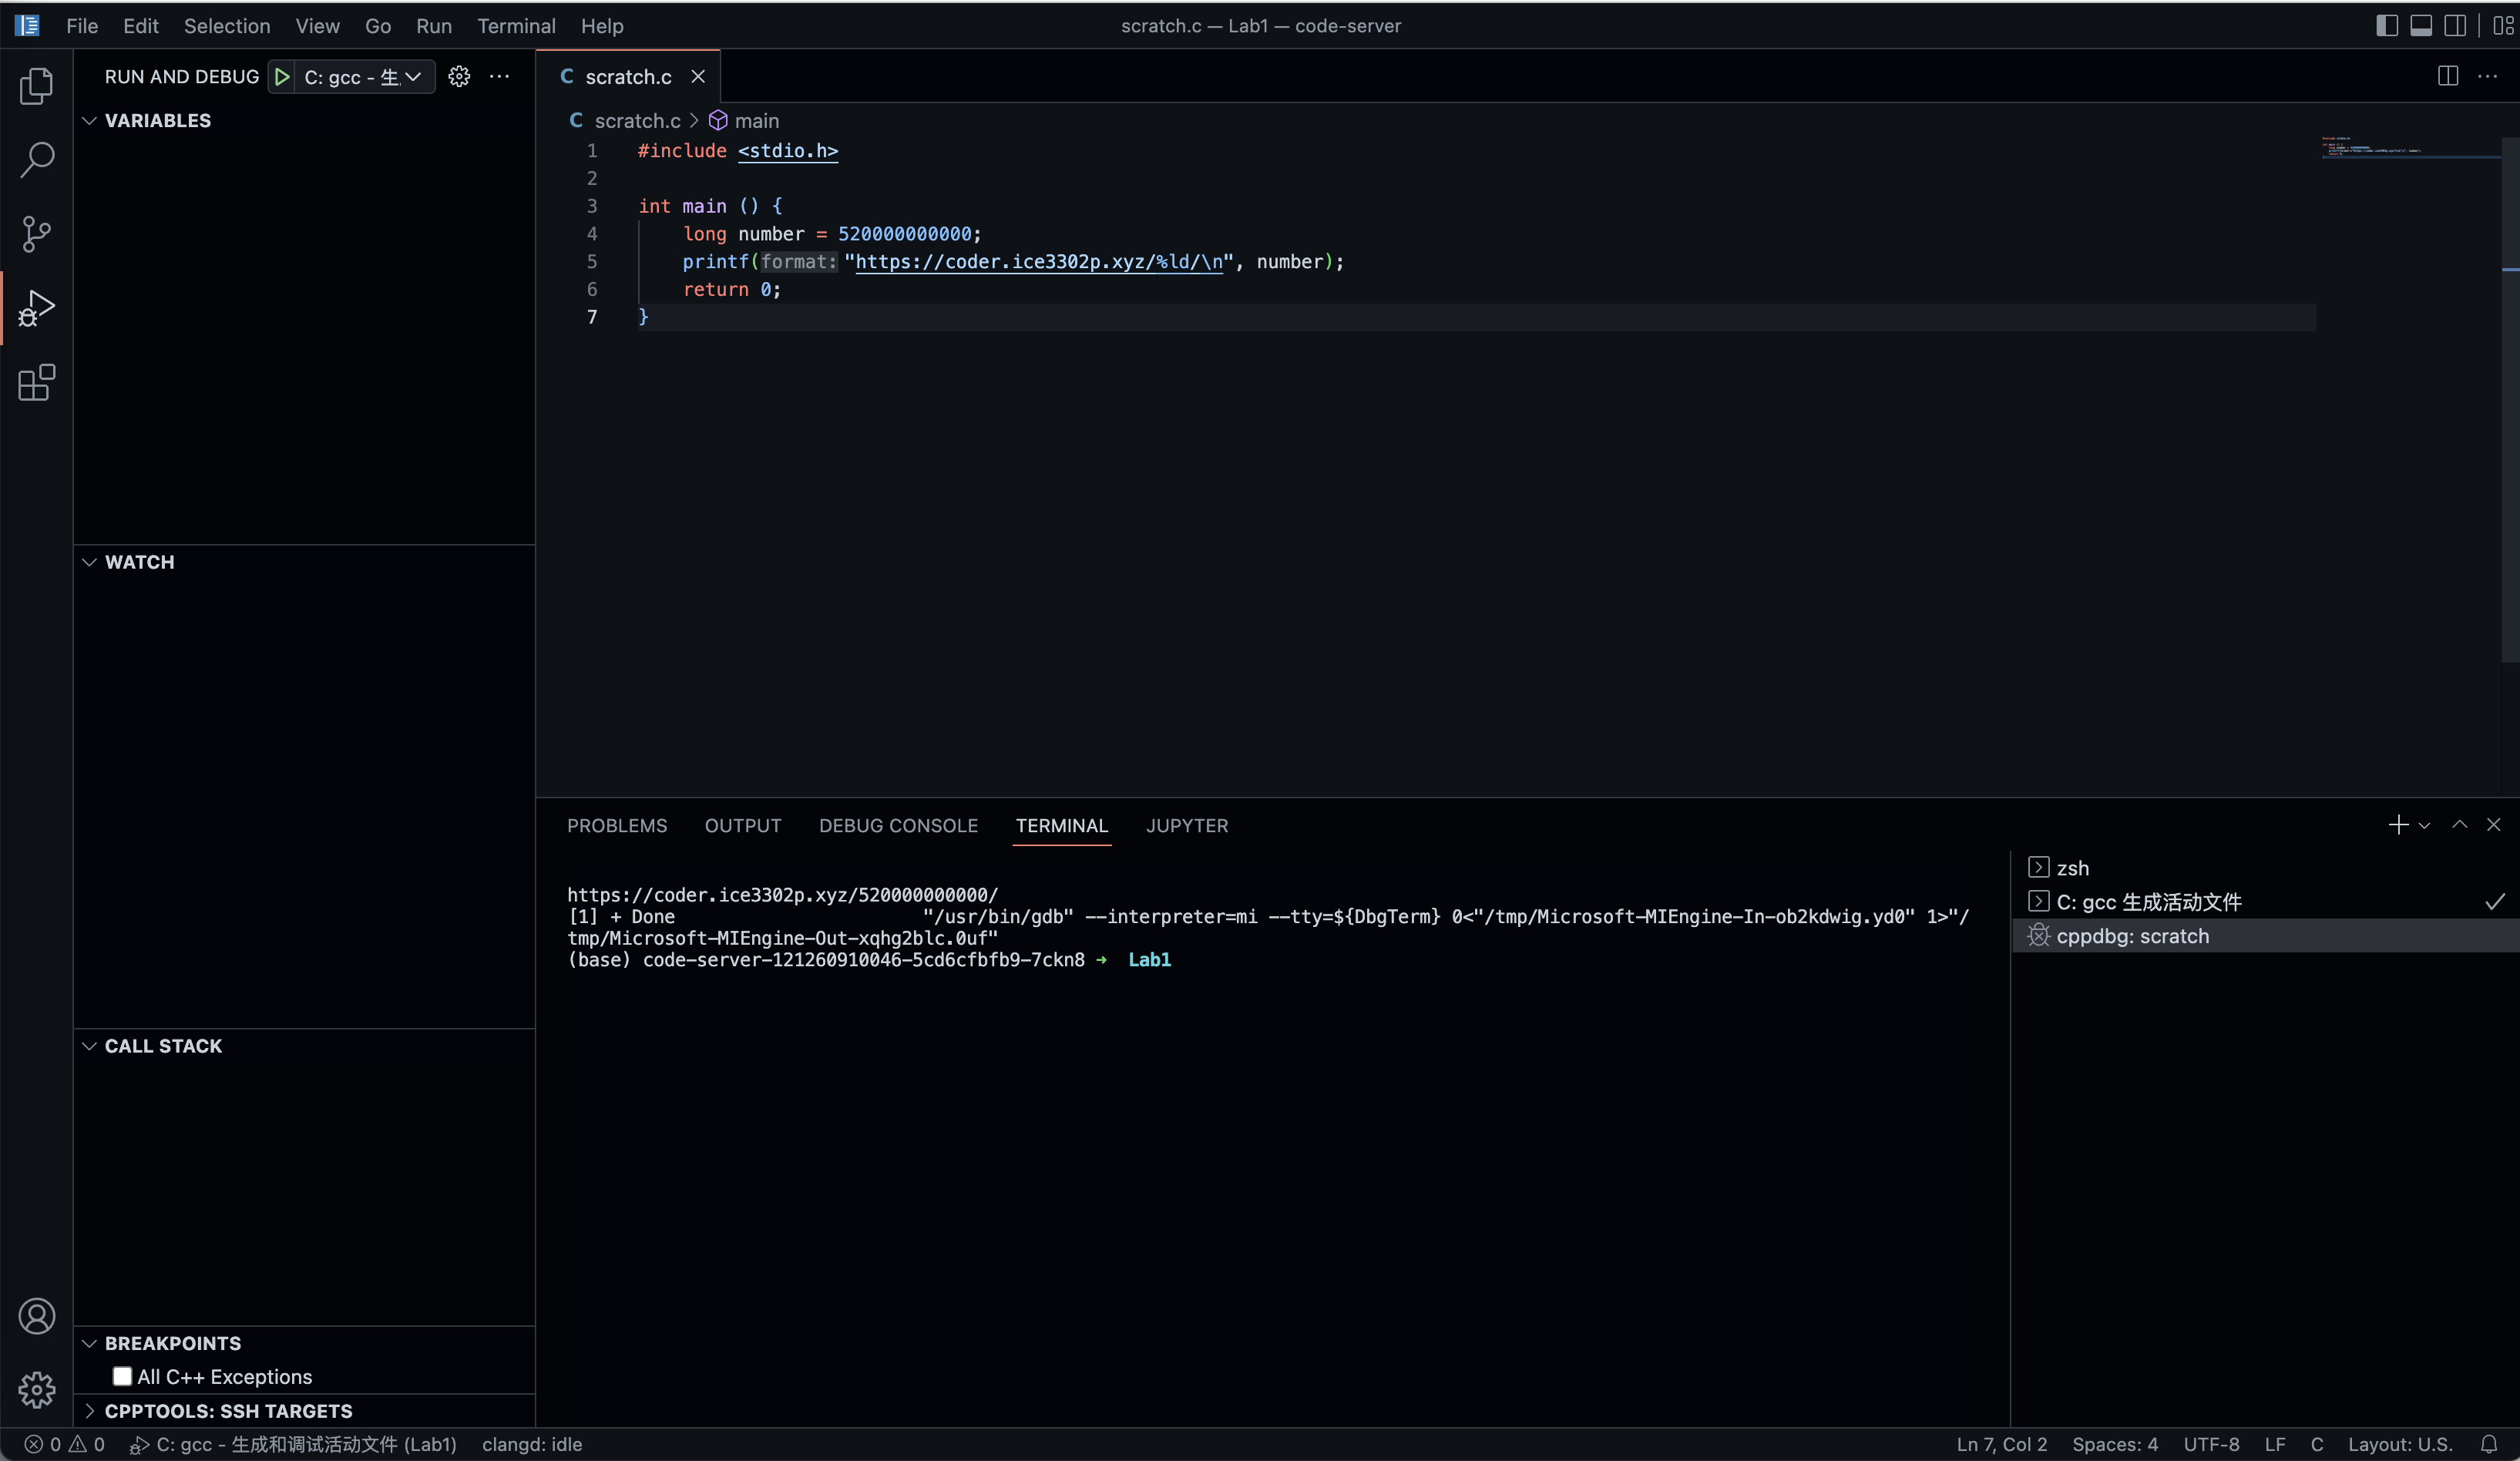 File Edit Selection View Go Run Terminal Help
scratch.c — Lab1 — code-server
RUN AND DEBUG
C: gcc - 生
VARIABLES
WATCH
CALL STACK
BREAKPOINTS
All C++ Exceptions
CPPTOOLS: SSH TARGETS
C scratch.c
C scratch.c > main
1 #include <stdio.h>
2
3 int main () {
4 long number = 520000000000;
5 printf(format: "https://coder.ice3302p.xyz/%ld/\n", number);
6 return 0;
7 }
PROBLEMS OUTPUT DEBUG CONSOLE TERMINAL JUPYTER
https://coder.ice3302p.xyz/520000000000/
[1] + Done "/usr/bin/gdb" --interpreter=mi --tty=${DbgTerm} 0<"/tmp/Microsoft-MIEngine-In-ob2kdwig.yd0" 1>"/
tmp/Microsoft-MIEngine-Out-xqhg2blc.0uf"
(base) code-server-121260910046-5cd6cfbfb9-7ckn8 → Lab1
zsh
C: gcc 生成活动文件
cppdbg: scratch
0 0 C: gcc - 生成和调试活动文件 (Lab1) clangd: idle
Ln 7, Col 2 Spaces: 4 UTF-8 LF C Layout: U.S.